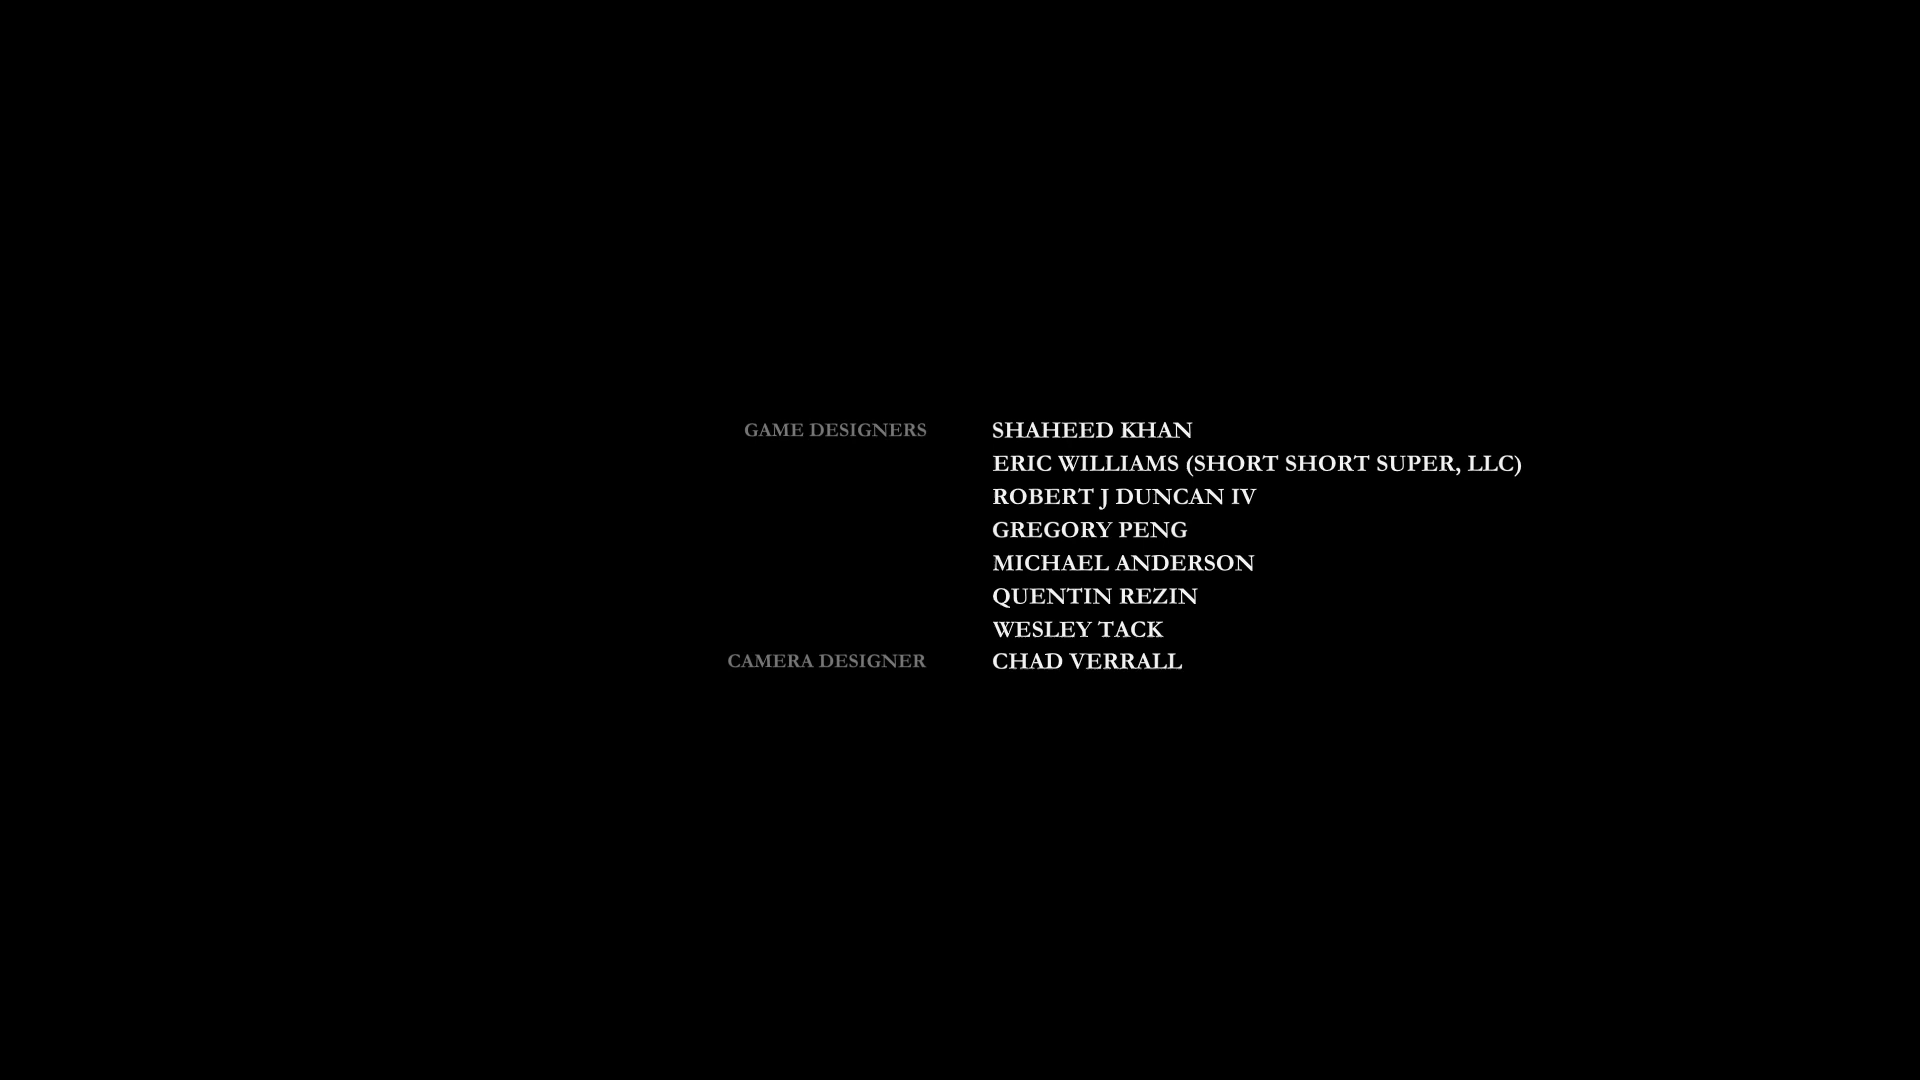 GAME DESIGNERS SHAHEED KHAN
ERIC WILLIAMS (SHORT SHORT SUPER, LLC)
ROBERT J DUNCAN IV
GREGORY PENG
MICHAEL ANDERSON
QUENTIN REZIN
WESLEY TACK
CAMERA DESIGNER CHAD VERRALL